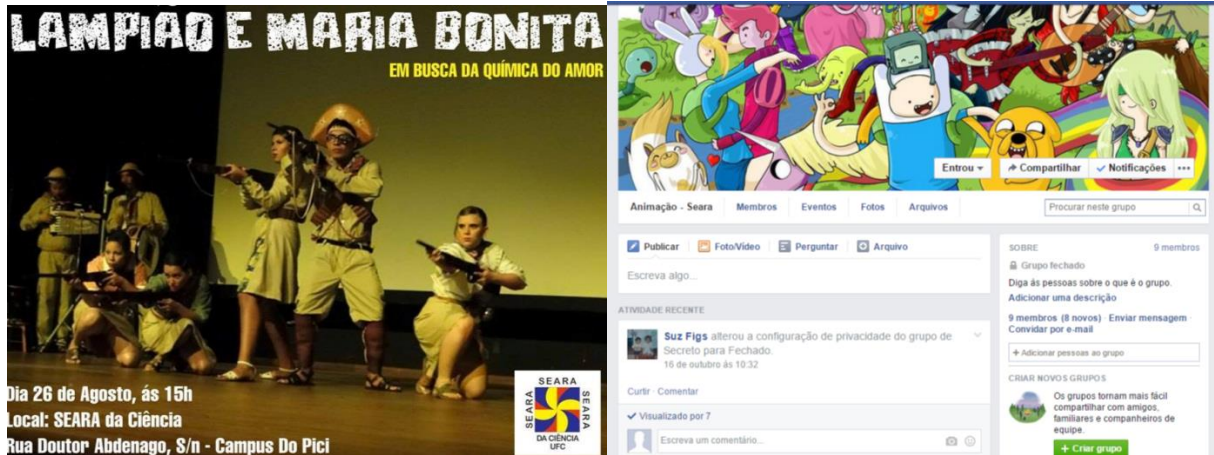 LAMPIÃO E MARIA BONITA
EM BUSCA DA QUÍMICA DO AMOR
Dia 26 de Agosto, ás 15h
Local: SEARA da Ciência
Rua Doutor Abdenago, S/n - Campus Do Pici
SEARA
SEARA
SEARA
DA CIÊNCIA
UFC
Entrou
Compartilhar
Notificações
Animação - Seara
Membros
Eventos
Fotos
Arquivos
Procurar neste grupo
Publicar
Foto/Vídeo
Perguntar
Arquivo
Escreva algo...
ATIVIDADE RECENTE
Suz Figs alterou a configuração de privacidade do grupo de
Secreto para Fechado.
16 de outubro ás 10:32
Curtir · Comentar
Visualizado por 7
Escreva um comentário...
SOBRE
9 membros
Grupo fechado
Diga ás pessoas sobre o que é o grupo.
Adicionar uma descrição
9 membros (8 novos) · Enviar mensagem ·
Convidar por e-mail
+ Adicionar pessoas ao grupo
CRIAR NOVOS GRUPOS
Os grupos tornam mais fácil
compartilhar com amigos,
familiares e companheiros de
equipe.
+ Criar grupo